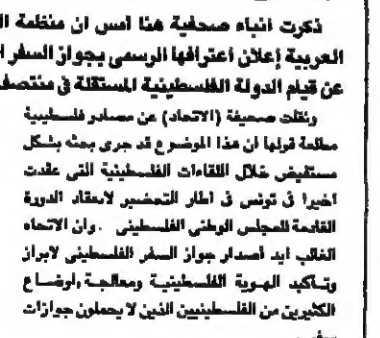 ذكرت انباء صحفية هنا امس ان منظمة
العربية إعلان اعترافها الرسمي بجواز السفر
عن قيام الدولة الفلسطينية المستقلة في منتصف
ونقلت صحيفة (الاتحاد) عن مصادر فلسطينية
مطلعة قولها ان هذا الموضوع قد جرى بحثه بشكل
مستفيض خلال اللقاءات الفلسطينية التي عقدت
اخيرا في تونس في اطار التحضير لانعقاد الدورة
القادمة للمجلس الوطني الفلسطيني . وان الاتجاه
الغالب ايد اصدار جواز السفر الفلسطيني لابراز
وتاكيد الهوية الفلسطينية ومعالجة اوضاع
الكثيرين من الفلسطينيين الذين لا يحملون جوازات